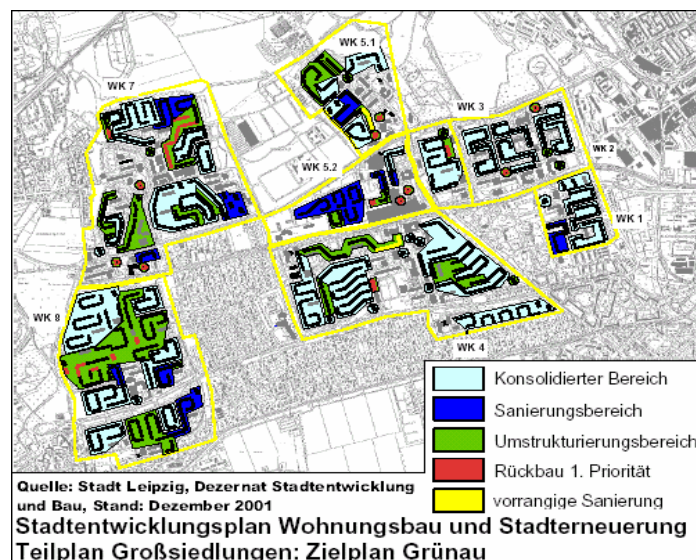 WK 5.1
WK 7
WK 3
WK 2
WK 5.2
WK 1
WK 8
WK 4
Konsolidierter Bereich
Sanierungsbereich
Umstrukturierungsbereich
Rückbau 1. Priorität
vorrangige Sanierung
Quelle: Stadt Leipzig, Dezernat Stadtentwicklung
und Bau, Stand: Dezember 2001
Stadtentwicklungsplan Wohnungsbau und Stadterneuerung
Teilplan Großsiedlungen: Zielplan Grünau